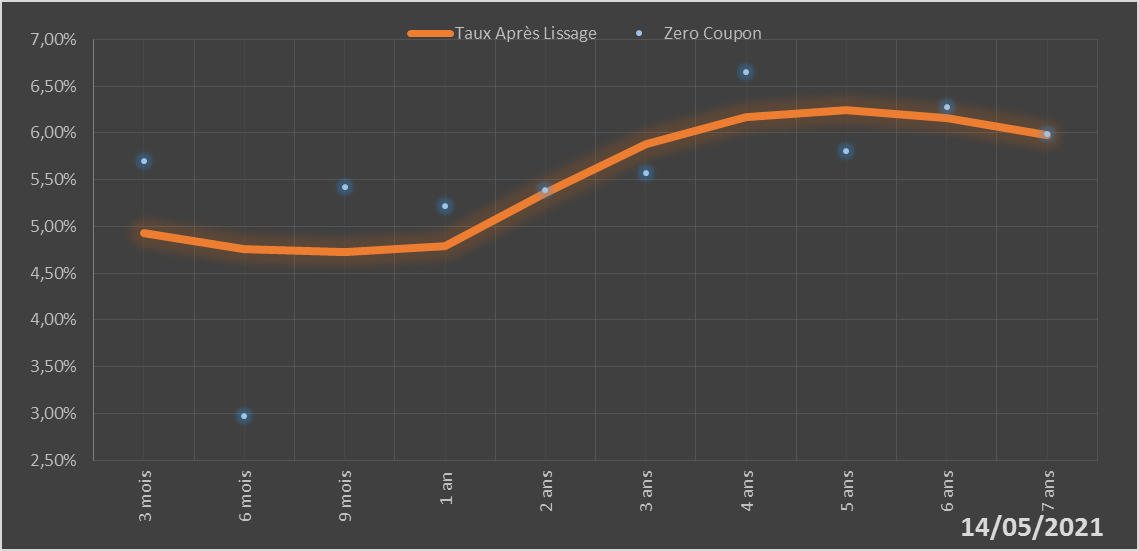 Taux Après Lissage
Zero Coupon
7,00%
6,50%
6,00%
5,50%
5,00%
4,50%
4,00%
3,50%
3,00%
2,50%
3 mois
6 mois
9 mois
1 an
2 ans
3 ans
4 ans
5 ans
6 ans
7 ans
14/05/2021